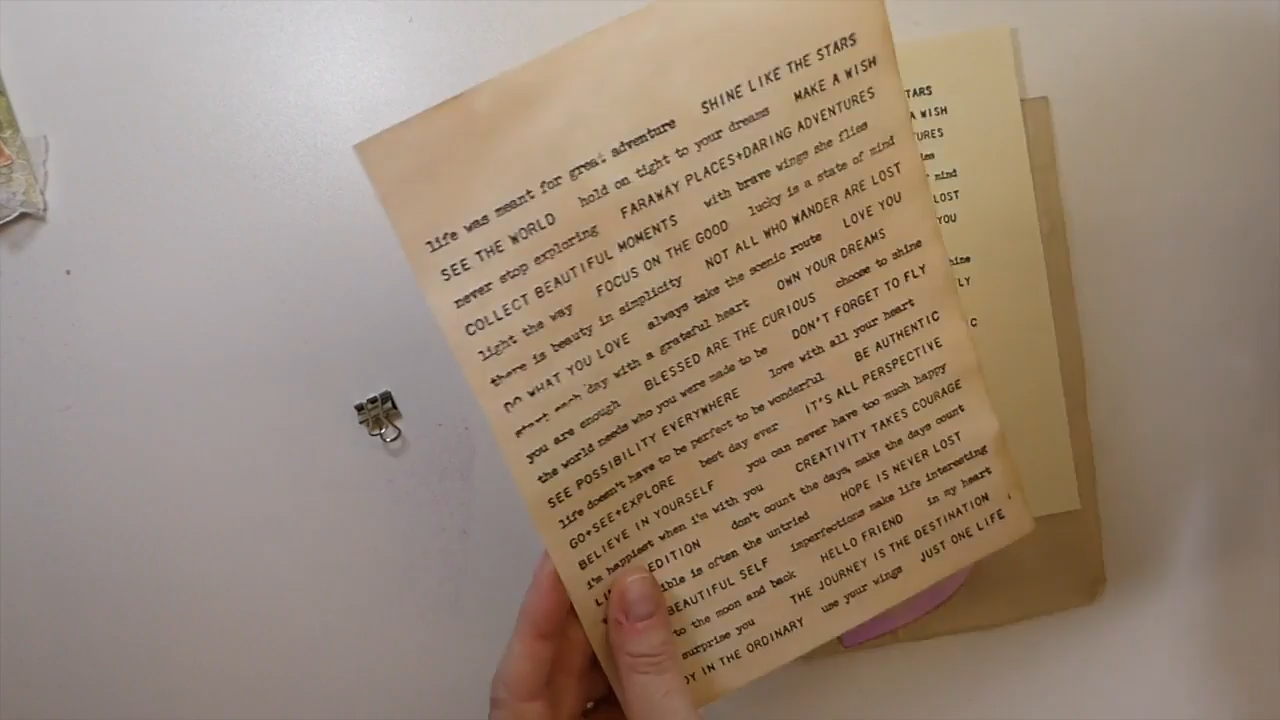 life was meant for great adventure SHINE LIKE THE STARS
SEE THE WORLD hold on tight to your dreams MAKE A WISH
never stop exploring FARAWAY PLACES+DARING ADVENTURES
COLLECT BEAUTIFUL MOMENTS with brave wings she flies
light the way FOCUS ON THE GOOD lucky is a state of mind
there is beauty in simplicity NOT ALL WHO WANDER ARE LOST
DO WHAT YOU LOVE always take the scenic route LOVE YOU
start each day with a grateful heart OWN YOUR DREAMS
you are enough BLESSED ARE THE CURIOUS choose to shine
the world needs who you were made to be DON'T FORGET TO FLY
SEE POSSIBILITY EVERYWHERE love with all your heart
life doesn't have to be perfect to be wonderful BE AUTHENTIC
GO+SEE+EXPLORE best day ever IT'S ALL PERSPECTIVE
BELIEVE IN YOURSELF you can never have too much happy
i'm happiest when i'm with you CREATIVITY TAKES COURAGE
EDITION don't count the days, make the days count
ible is often the untried HOPE IS NEVER LOST
BEAUTIFUL SELF imperfections make life interesting
to the moon and back HELLO FRIEND in my heart
surprise you THE JOURNEY IS THE DESTINATION
OY IN THE ORDINARY use your wings JUST ONE LIFE
TARS
A WISH
URES
mind
LOST
YOU
hine
LY
C